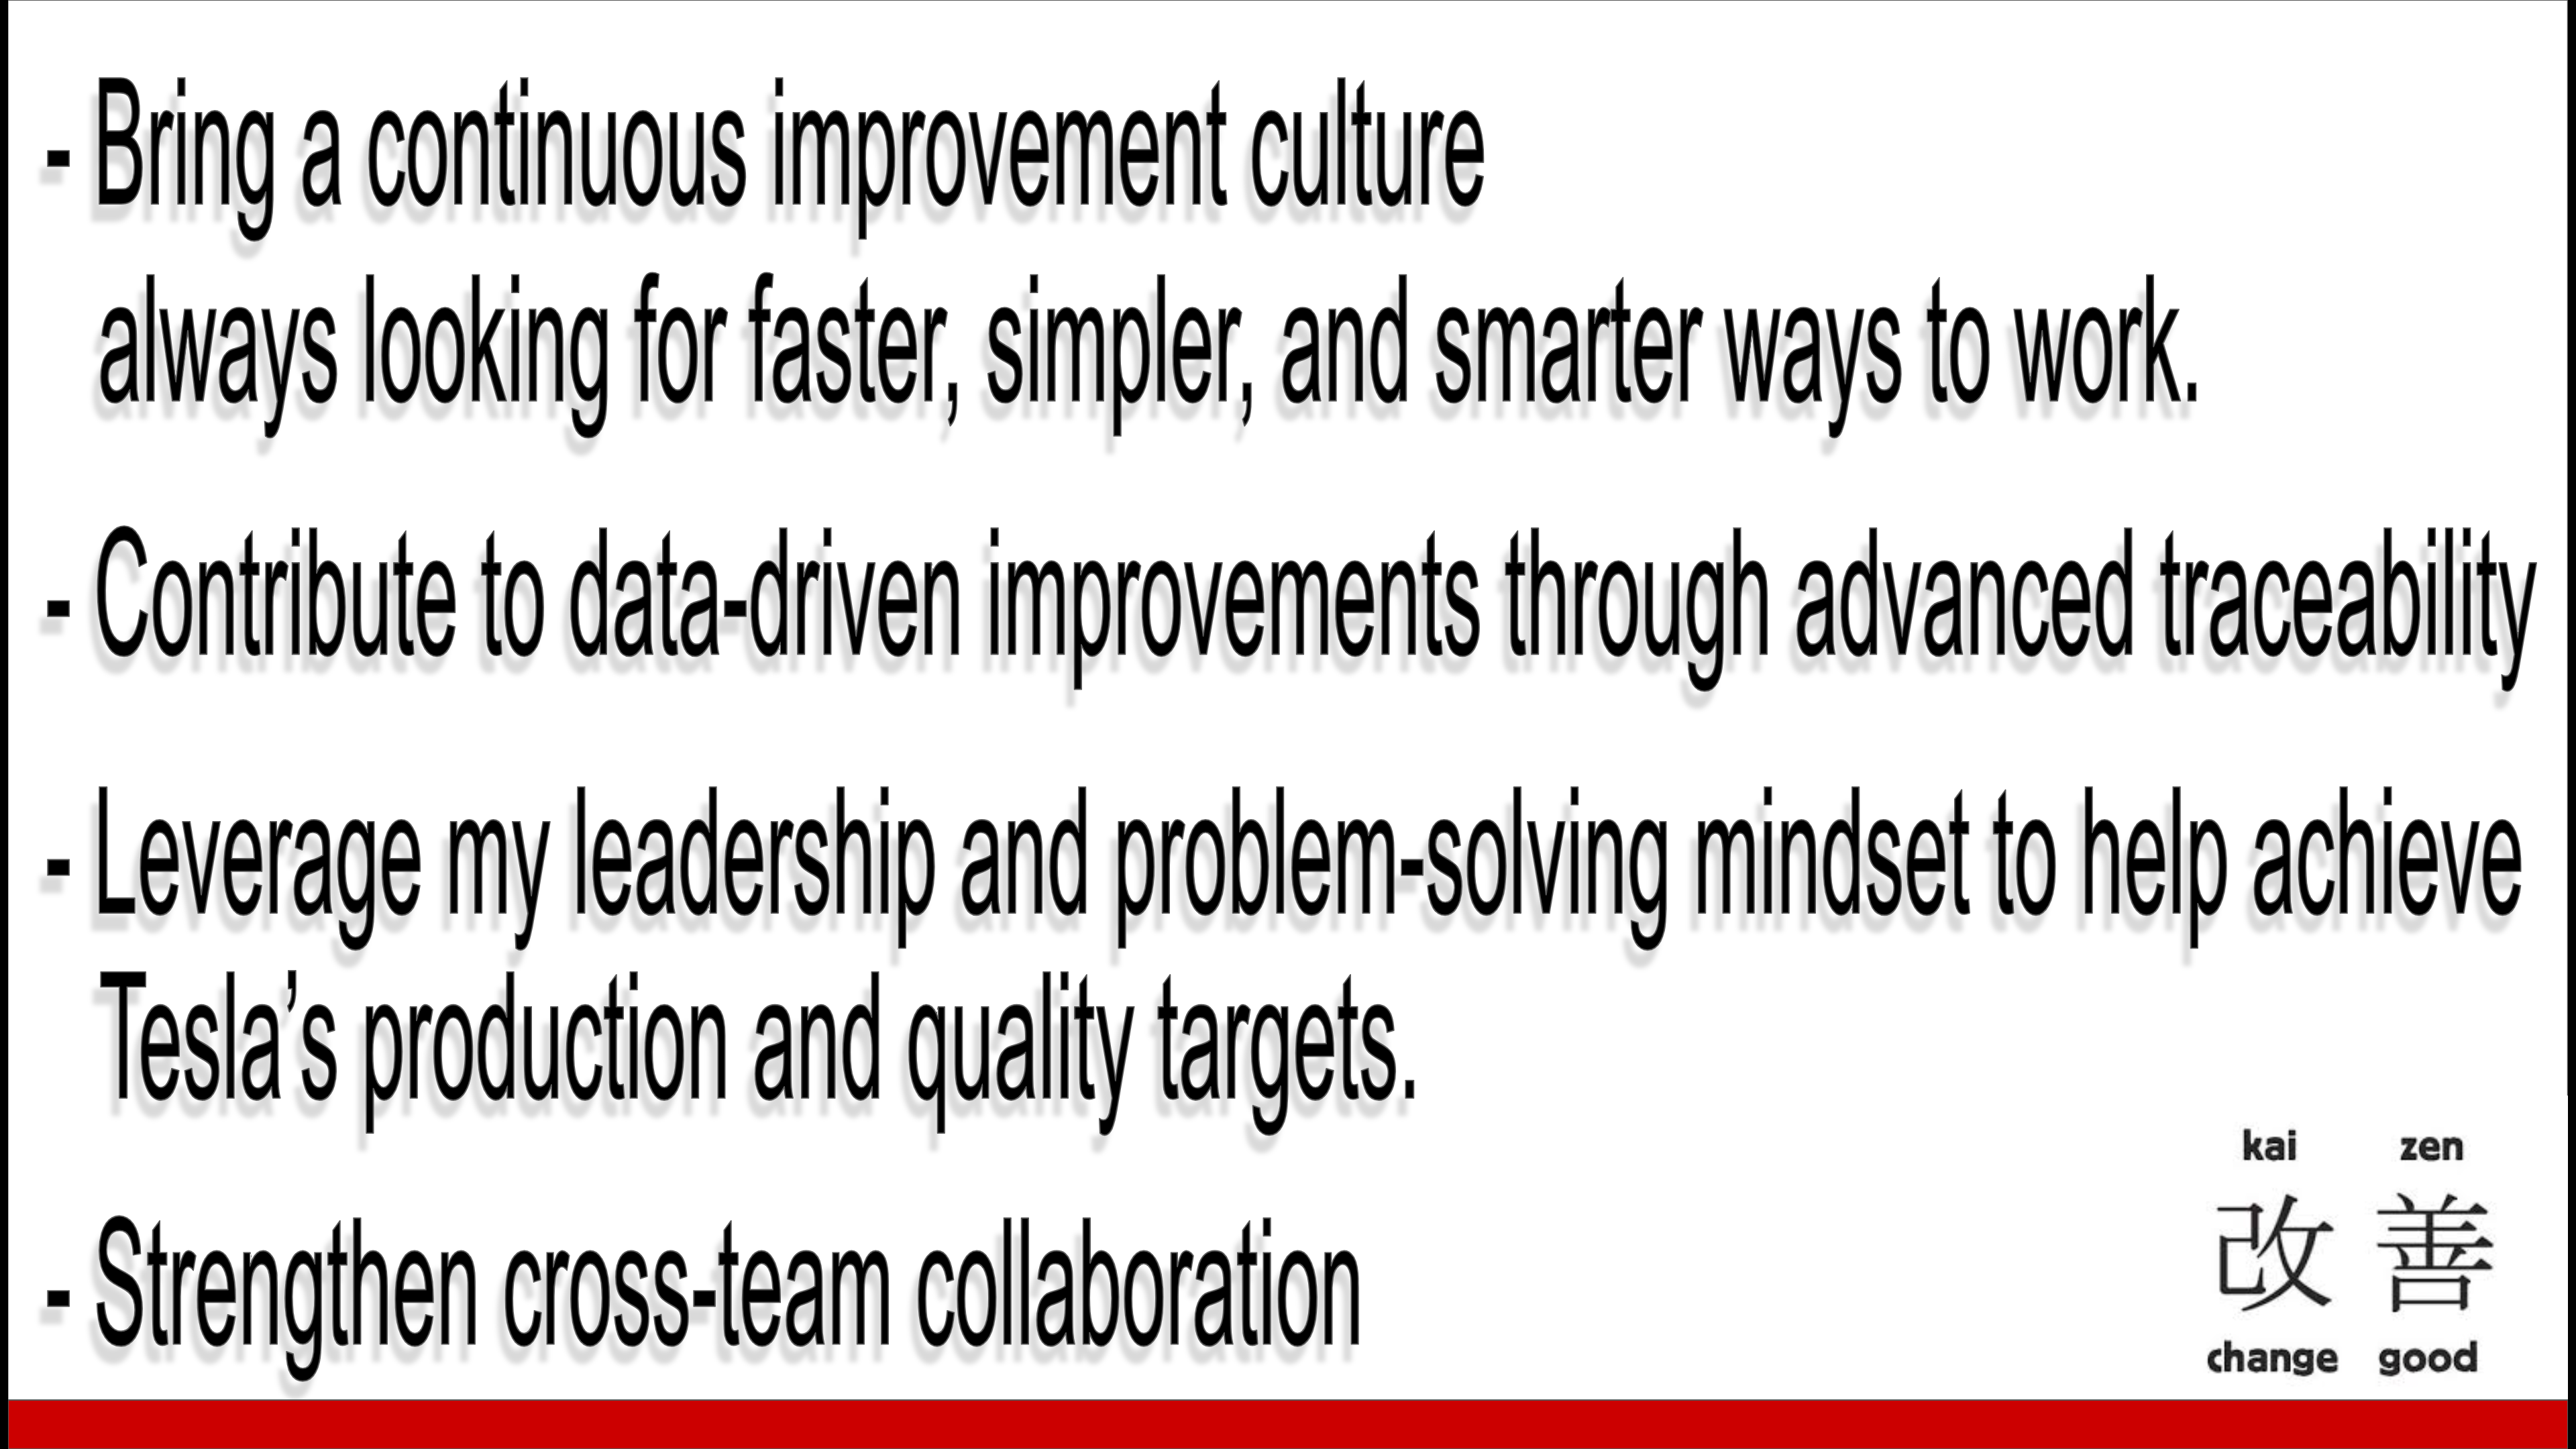 - Bring a continuous improvement culture
always looking for faster, simpler, and smarter ways to work.
- Contribute to data-driven improvements through advanced traceability
- Leverage my leadership and problem-solving mindset to help achieve
Tesla’s production and quality targets.
- Strengthen cross-team collaboration
kai zen
改 善
change good